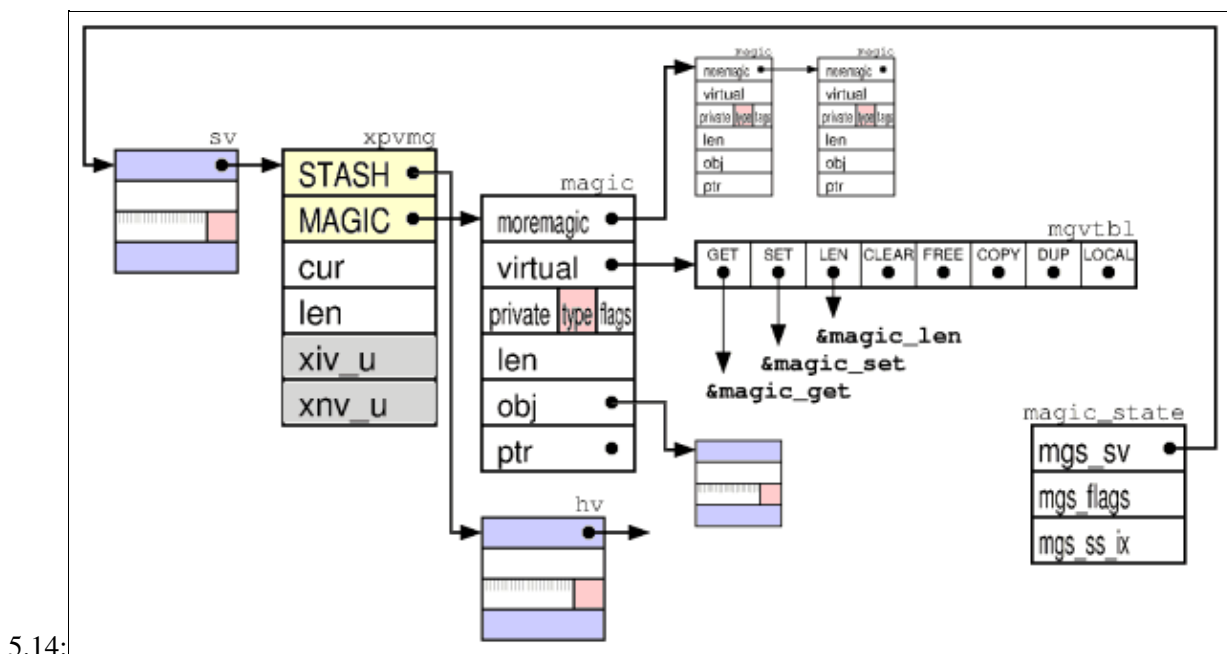 magic magic
moremagic moremagic
virtual virtual
private type flags private type flags
len len
obj obj
ptr ptr
sv
xpvmg
STASH
MAGIC
cur
len
xiv_u
xnv_u
magic
moremagic
virtual
private type flags
len
obj
ptr
mgvtbl
GET SET LEN CLEAR FREE COPY DUP LOCAL
&magic_len
&magic_set
&magic_get
magic_state
mgs_sv
mgs_flags
mgs_ss_ix
hv
5.14: